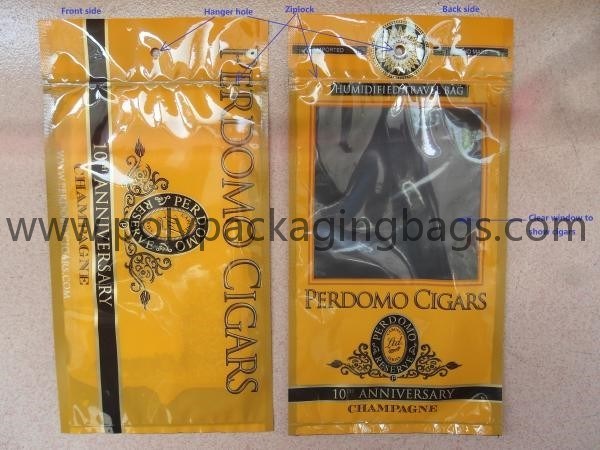 Front side
Hanger hole
Ziplock
Back side
PERDOMO CIGARS
10TH ANNIVERSARY
CHAMPAGNE
PERDOMO
RESERVE
HUMIDIFIED TRAVEL BAG
www.polypackagingbags.com
Clear window to
show cigars
PERDOMO CIGARS
PERDOMO
Ltd
RESERVE
P
10TH ANNIVERSARY
CHAMPAGNE